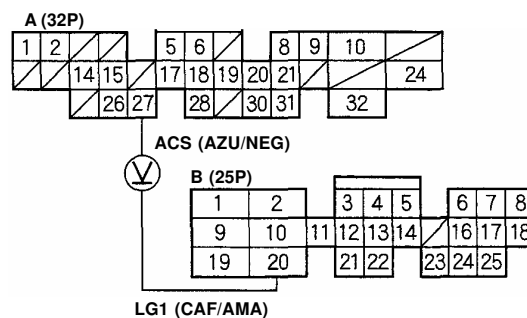 A (32P)
1 2 5 6 8 9 10
14 15 17 18 19 20 21 24
26 27 28 30 31 32
ACS (AZU/NEG)
V
B (25P)
1 2 3 4 5 6 7 8
9 10 11 12 13 14 16 17 18
19 20 21 22 23 24 25
LG1 (CAF/AMA)